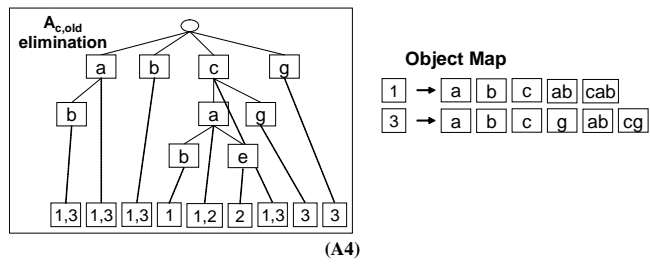 A_c,old
elimination
a b c g
b a g
b e
1,3 1,3 1,3 1 1,2 2 1,3 3 3
Object Map
1 → a b c ab cab
3 → a b c g ab cg
(A4)